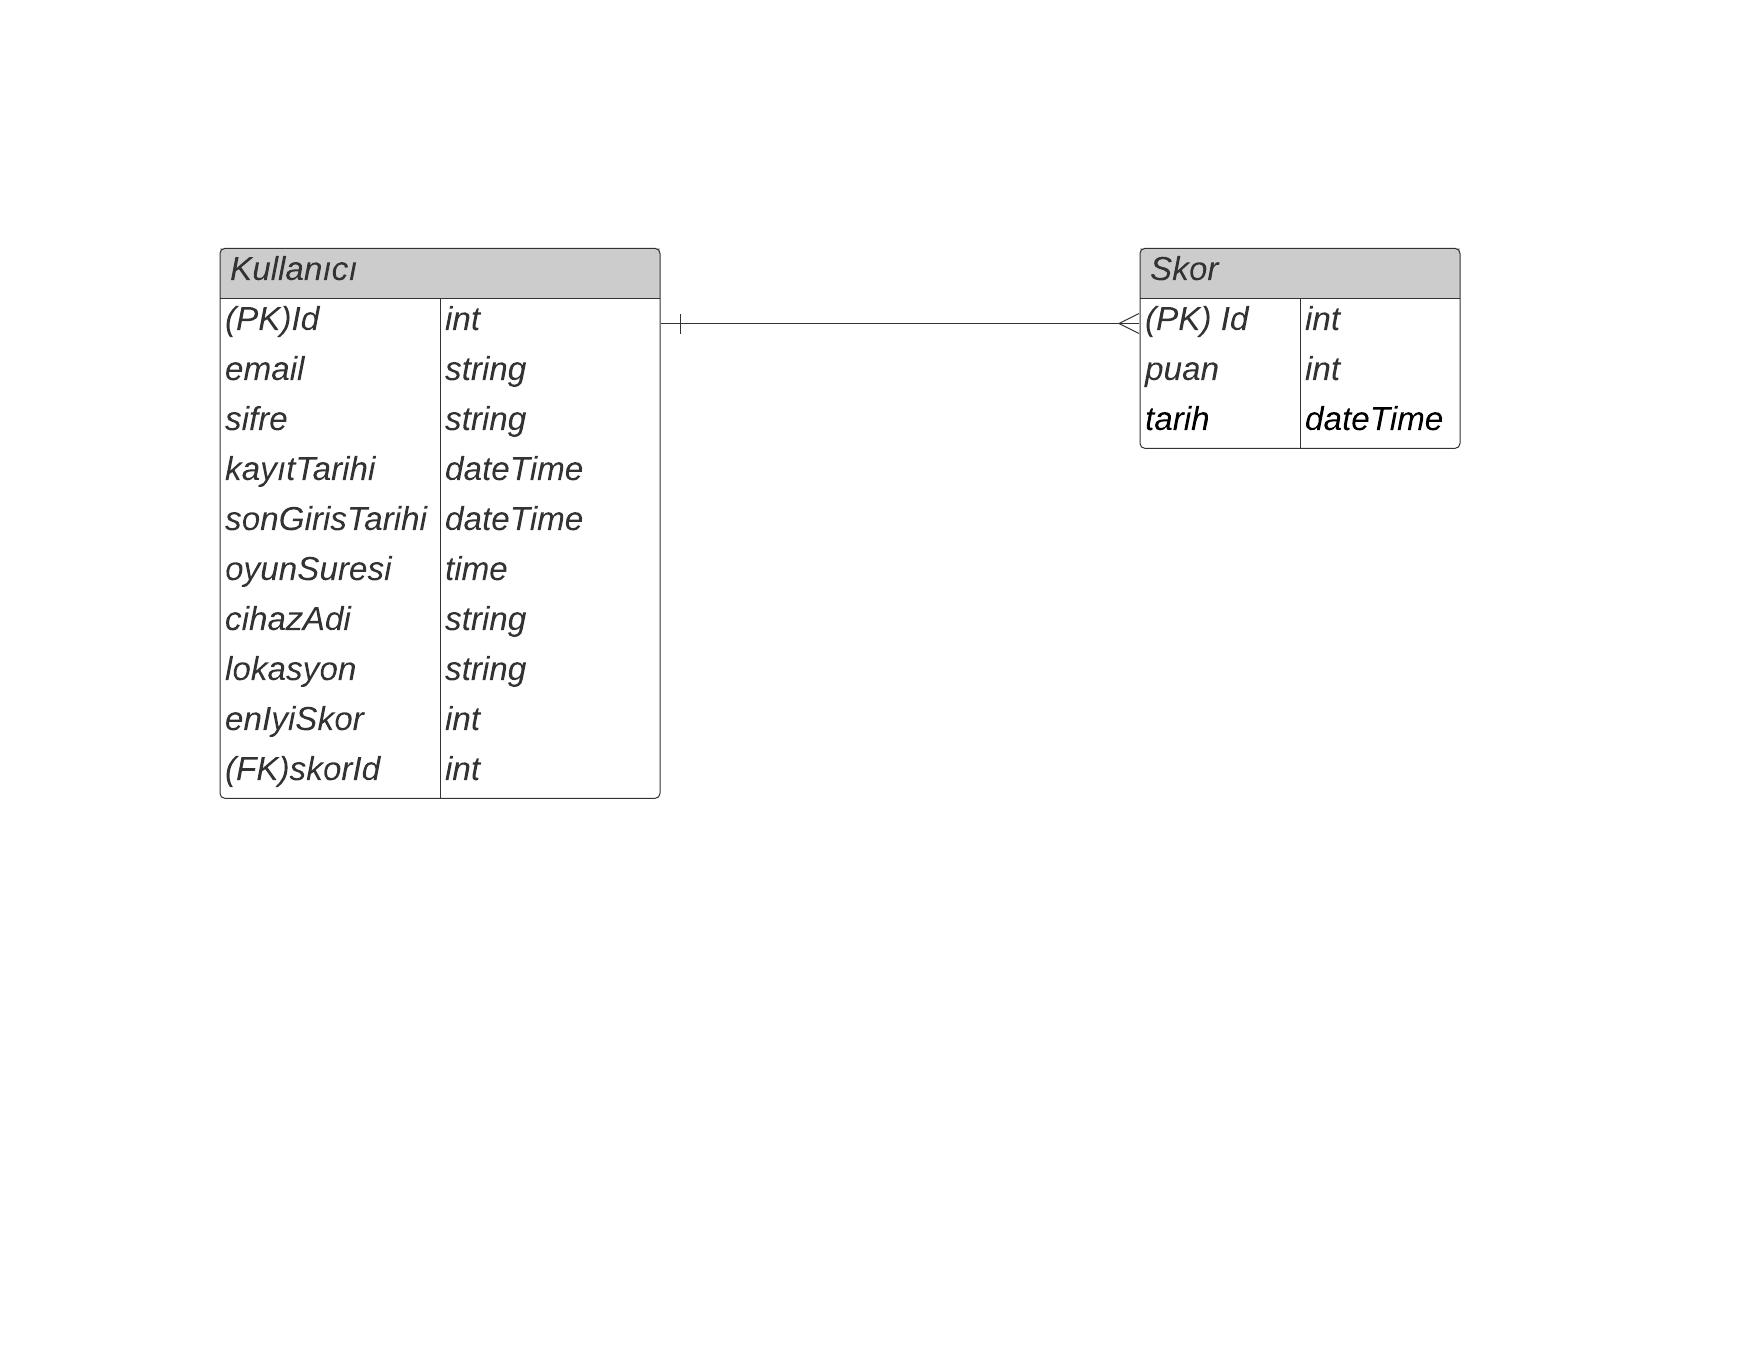 Kullanıcı
(PK)Id int
email string
sifre string
kayıtTarihi dateTime
sonGirisTarihi dateTime
oyunSuresi time
cihazAdi string
lokasyon string
enIyiSkor int
(FK)skorId int
Skor
(PK) Id int
puan int
tarih dateTime